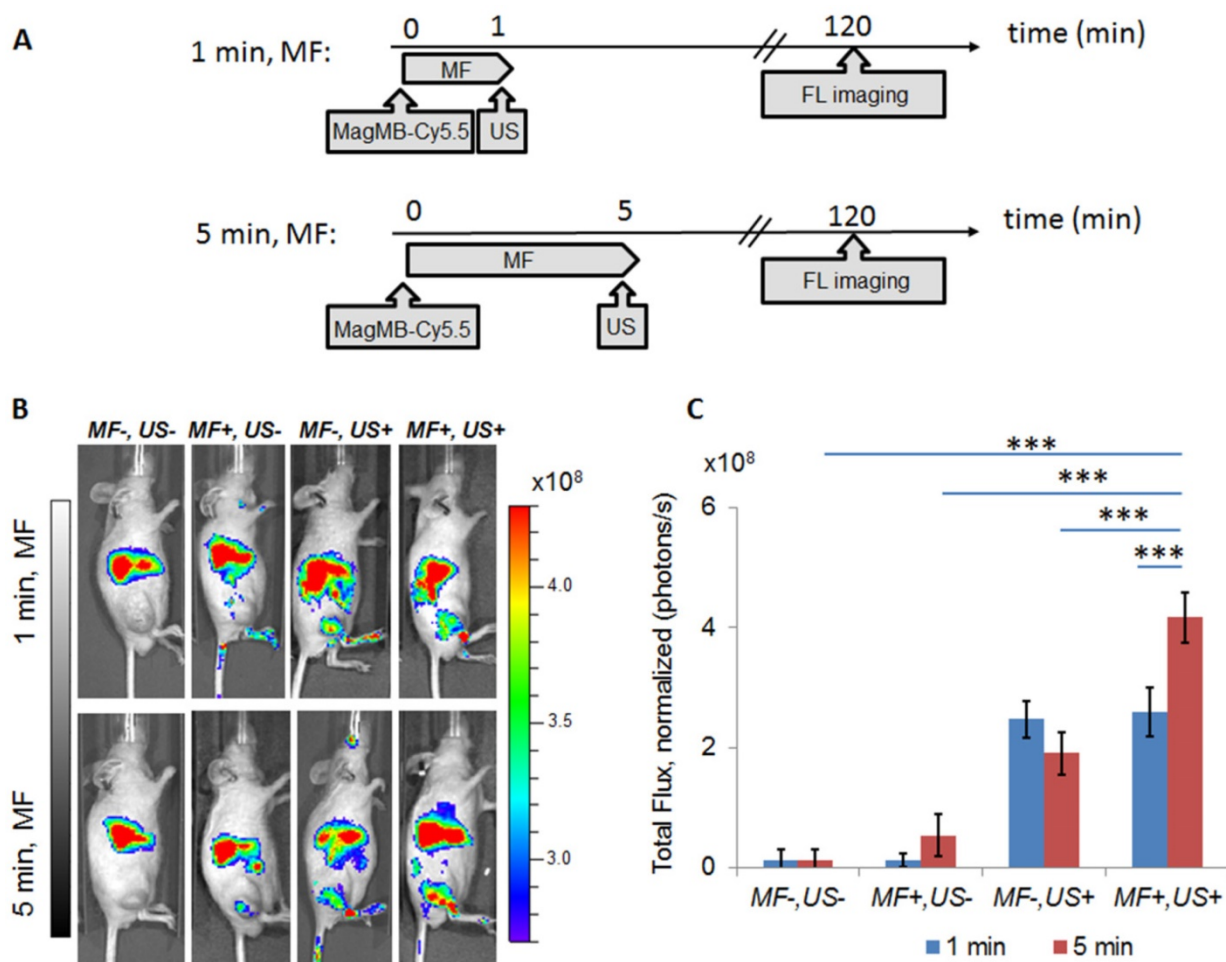 A
1 min, MF:
0 1 120 time (min)
MF
MagMB-Cy5.5 US FL imaging
5 min, MF:
0 5 120 time (min)
MF
MagMB-Cy5.5 US FL imaging
B
MF-, US- MF+, US- MF-, US+ MF+, US+
1 min, MF
5 min, MF
x10⁸
4.0
3.5
3.0
C
x10⁸
***
***
***
***
Total Flux, normalized (photons/s)
6
4
2
0
MF-,US- MF+,US- MF-,US+ MF+,US+
1 min 5 min